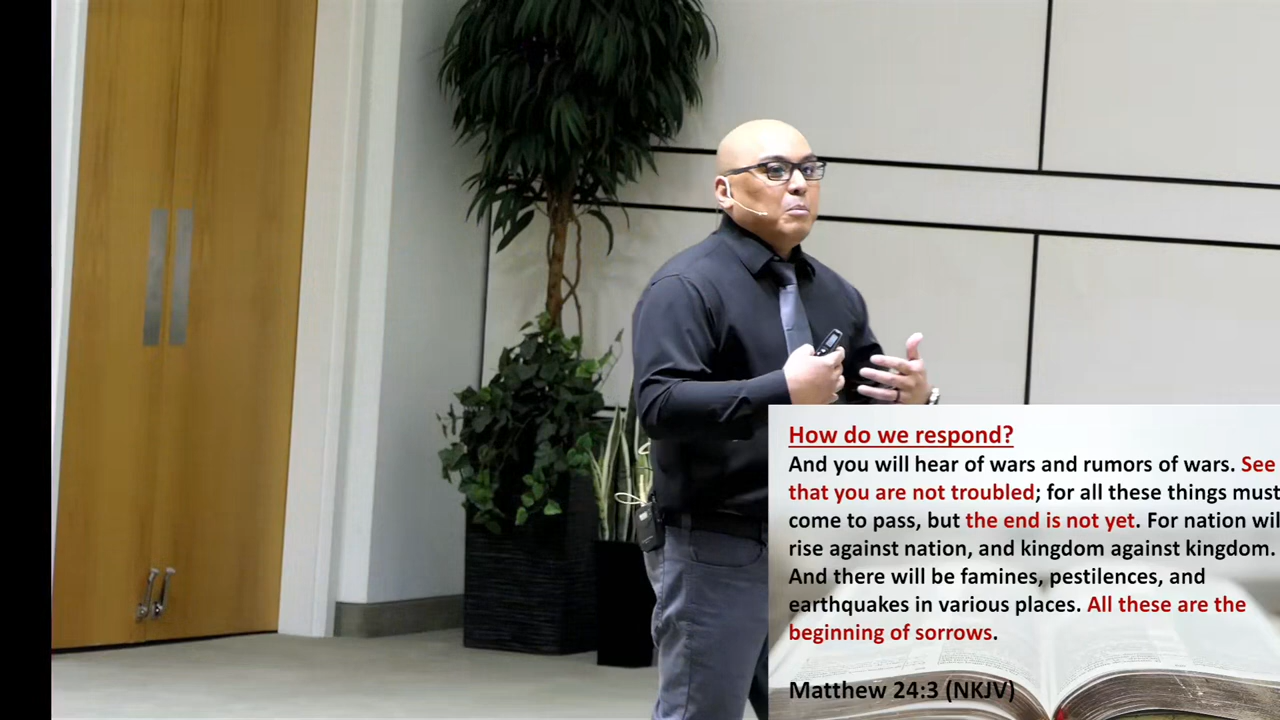 How do we respond?
And you will hear of wars and rumors of wars. See
that you are not troubled; for all these things must
come to pass, but the end is not yet. For nation wil
rise against nation, and kingdom against kingdom.
And there will be famines, pestilences, and
earthquakes in various places. All these are the
beginning of sorrows.
Matthew 24:3 (NKJV)